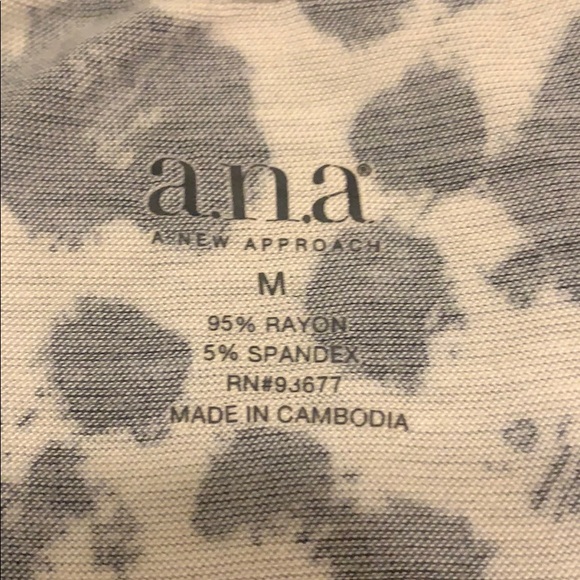 a.n.a®
A NEW APPROACH
M
95% RAYON
5% SPANDEX
RN#93677
MADE IN CAMBODIA